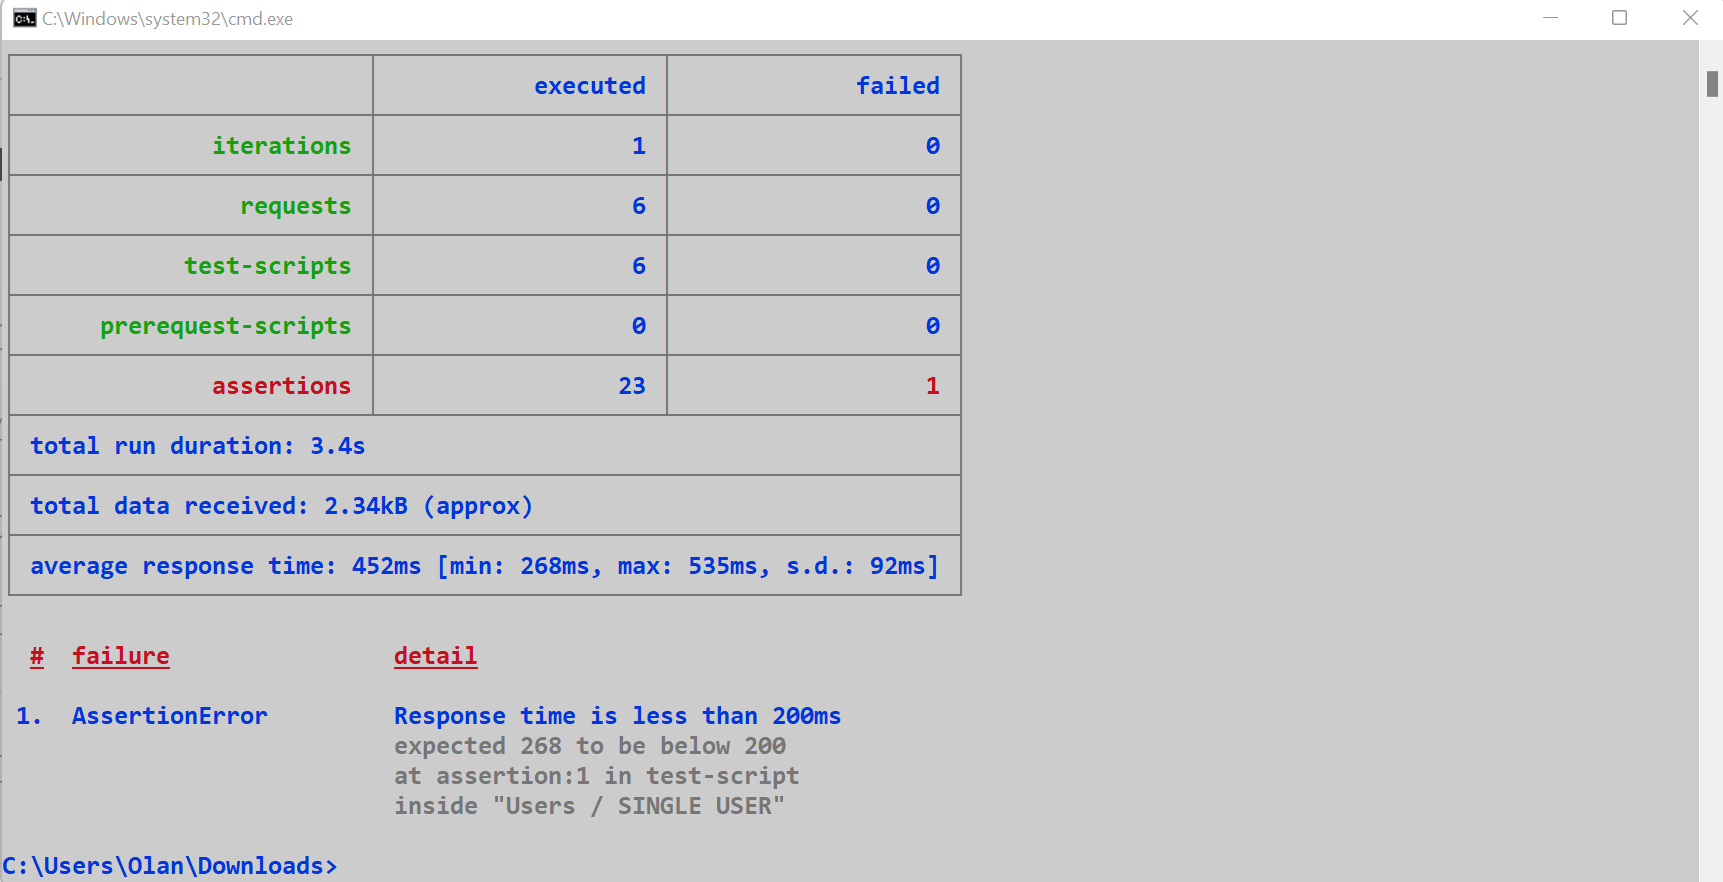 C:\Windows\system32\cmd.exe
executed failed
iterations 1 0
requests 6 0
test-scripts 6 0
prerequest-scripts 0 0
assertions 23 1
total run duration: 3.4s
total data received: 2.34kB (approx)
average response time: 452ms [min: 268ms, max: 535ms, s.d.: 92ms]
# failure detail
1. AssertionError Response time is less than 200ms
expected 268 to be below 200
at assertion:1 in test-script
inside "Users / SINGLE USER"
C:\Users\Olan\Downloads>